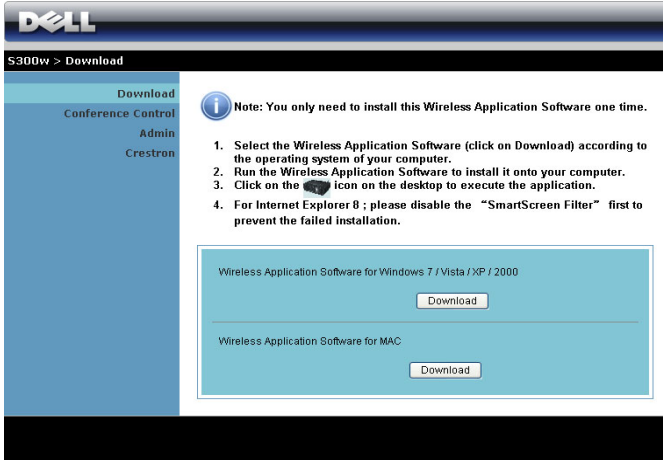 DELL
S300w > Download
Download
Conference Control
Admin
Crestron
Note: You only need to install this Wireless Application Software one time.
1. Select the Wireless Application Software (click on Download) according to
the operating system of your computer.
2. Run the Wireless Application Software to install it onto your computer.
3. Click on the icon on the desktop to execute the application.
4. For Internet Explorer 8 ; please disable the “SmartScreen Filter” first to
prevent the failed installation.
Wireless Application Software for Windows 7 / Vista / XP / 2000
Download
Wireless Application Software for MAC
Download